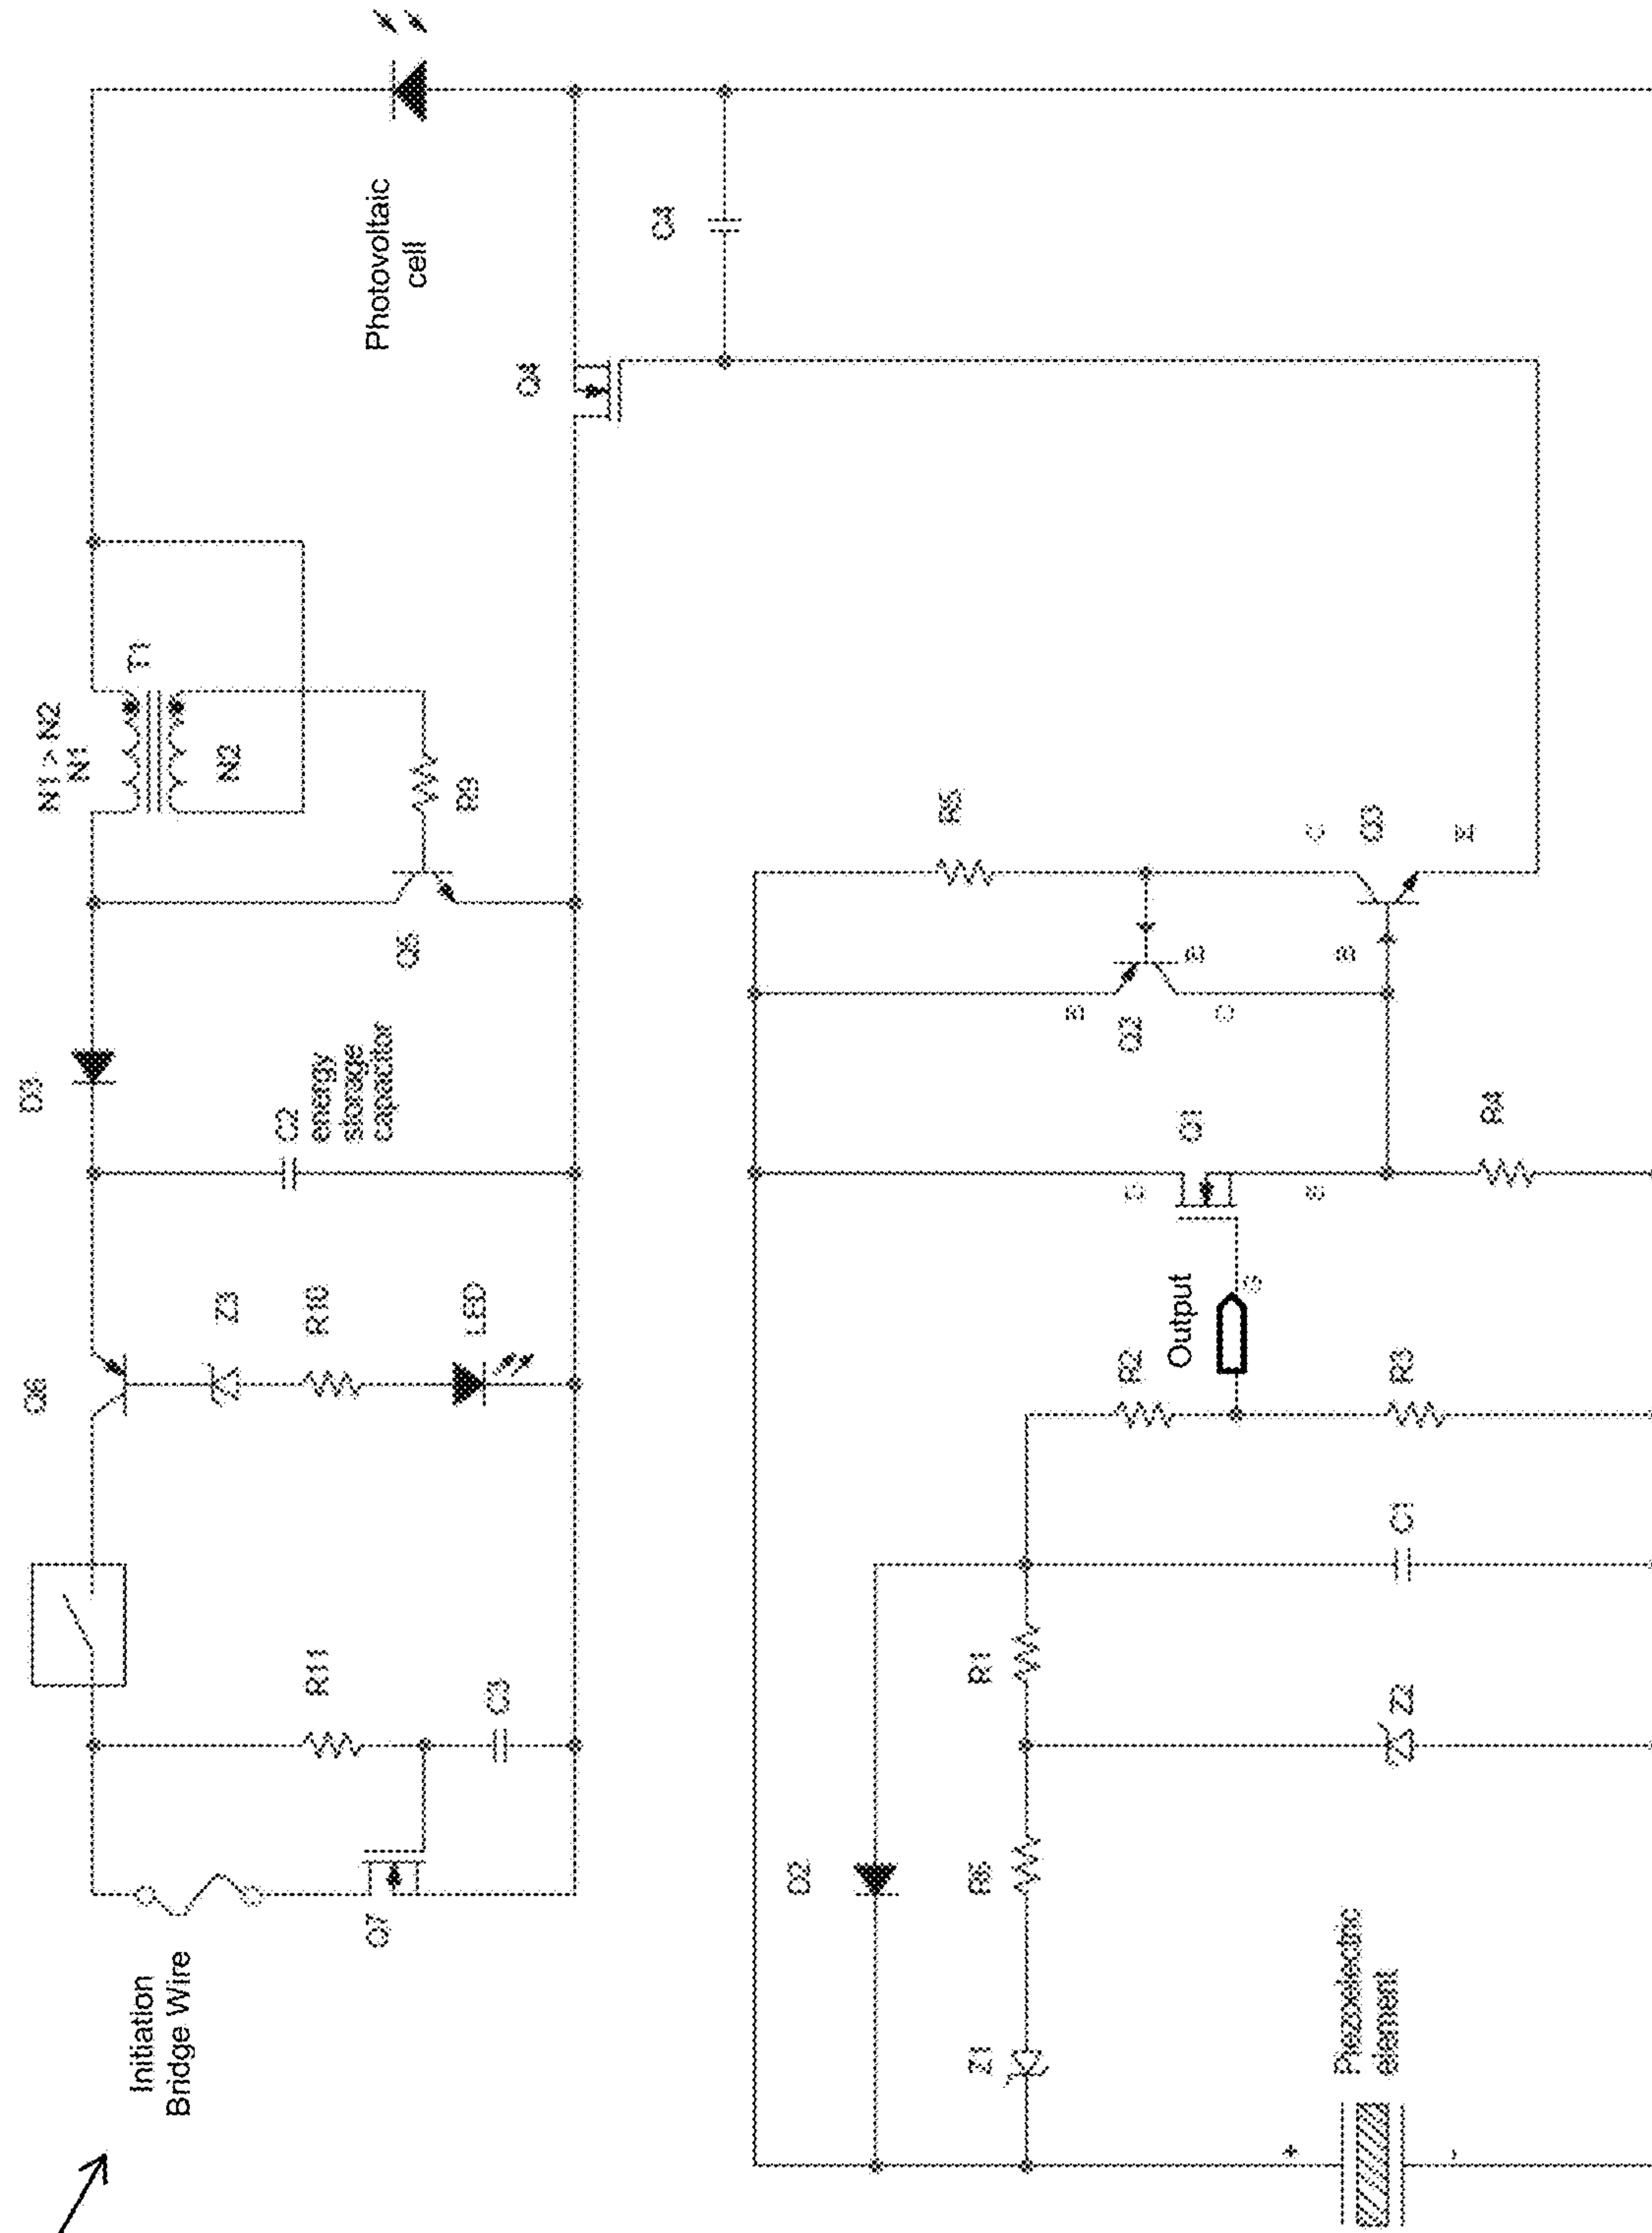 Initiation
Bridge Wire
Q7
R11
C3
Q6
Z3
R10
LED
D3
C2
energy
storage
capacitor
Q5
R9
N1 > N2
N1
T1
N2
Photovoltaic
cell
Q4
C4
Piezoelectric
element
+
-
Z1
R6
D2
Z2
R1
C1
R2
R3
Output
G
D
Q1
S
R4
Q2
C
B
B
R5
C
Q3
E